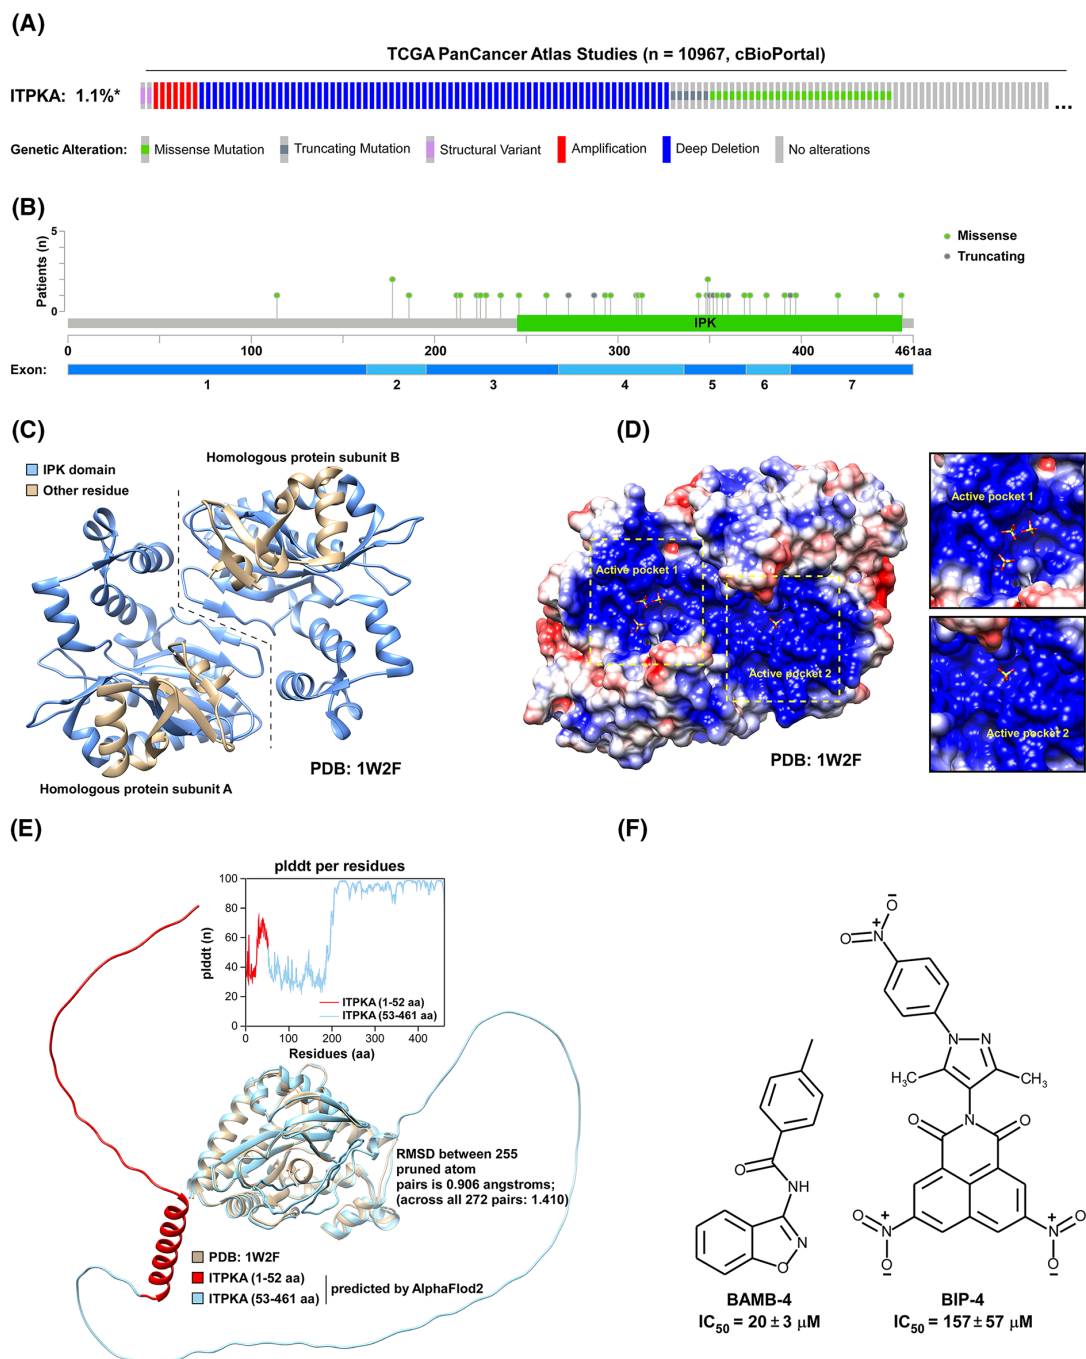 (A)
TCGA PanCancer Atlas Studies (n = 10967, cBioPortal)
ITPKA: 1.1%*
...
Genetic Alteration: Missense Mutation Truncating Mutation Structural Variant Amplification Deep Deletion No alterations
(B)
Patients (n)
5
0
Missense
Truncating
IPK
0 100 200 300 400 461aa
Exon:
1 2 3 4 5 6 7
(C)
IPK domain
Other residue
Homologous protein subunit B
Homologous protein subunit A
PDB: 1W2F
(D)
Active pocket 1
Active pocket 2
PDB: 1W2F
Active pocket 1
Active pocket 2
(E)
plddt per residues
plddt (n)
100
80
60
40
20
0
ITPKA (1-52 aa)
ITPKA (53-461 aa)
0 100 200 300 400
Residues (aa)
RMSD between 255
pruned atom
pairs is 0.906 angstroms;
(across all 272 pairs: 1.410)
PDB: 1W2F
ITPKA (1-52 aa)
ITPKA (53-461 aa)
predicted by AlphaFlod2
(F)
O
NH
N
O
BAMB-4
IC50 = 20 ± 3 μM
O−
O=N+
N N
H3C CH3
N
O O
O=N+ N+=O
O− O−
BIP-4
IC50 = 157 ± 57 μM